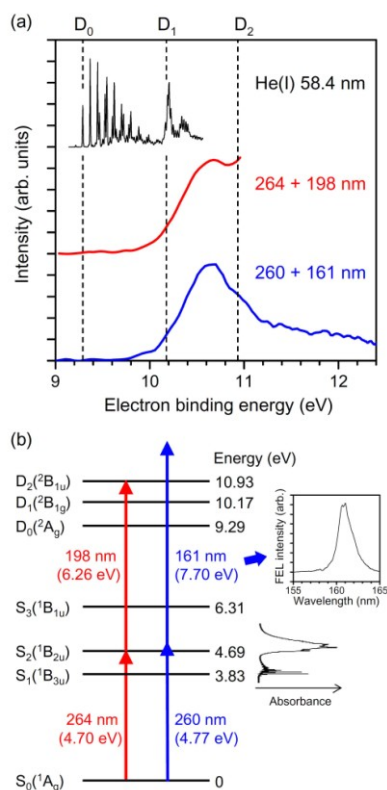 (a)
D₀ D₁ D₂
He(I) 58.4 nm
264 + 198 nm
260 + 161 nm
Intensity (arb. units)
9 10 11 12
Electron binding energy (eV)
(b)
Energy (eV)
D₂(²B₁ᵤ) 10.93
D₁(²B₁g) 10.17
D₀(²Ag) 9.29
198 nm
(6.26 eV)
161 nm
(7.70 eV)
FEL intensity (arb.)
155 160 165
Wavelength (nm)
S₃(¹B₁ᵤ) 6.31
S₂(¹B₂ᵤ) 4.69
S₁(¹B₃ᵤ) 3.83
Absorbance
264 nm
(4.70 eV)
260 nm
(4.77 eV)
S₀(¹Ag) 0